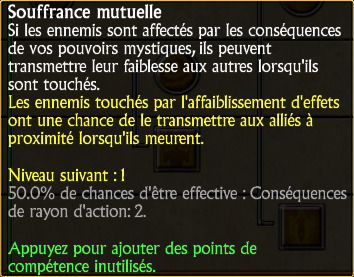 Souffrance mutuelle
Si les ennemis sont affectés par les conséquences
de vos pouvoirs mystiques, ils peuvent
transmettre leur faiblesse aux autres lorsqu'ils
sont touchés.
Les ennemis touchés par l'affaiblissement d'effets
ont une chance de le transmettre aux alliés à
proximité lorsqu'ils meurent.
Niveau suivant : 1
50.0% de chances d'être effective : Conséquences
de rayon d'action: 2.
Appuyez pour ajouter des points de
compétence inutilisés.